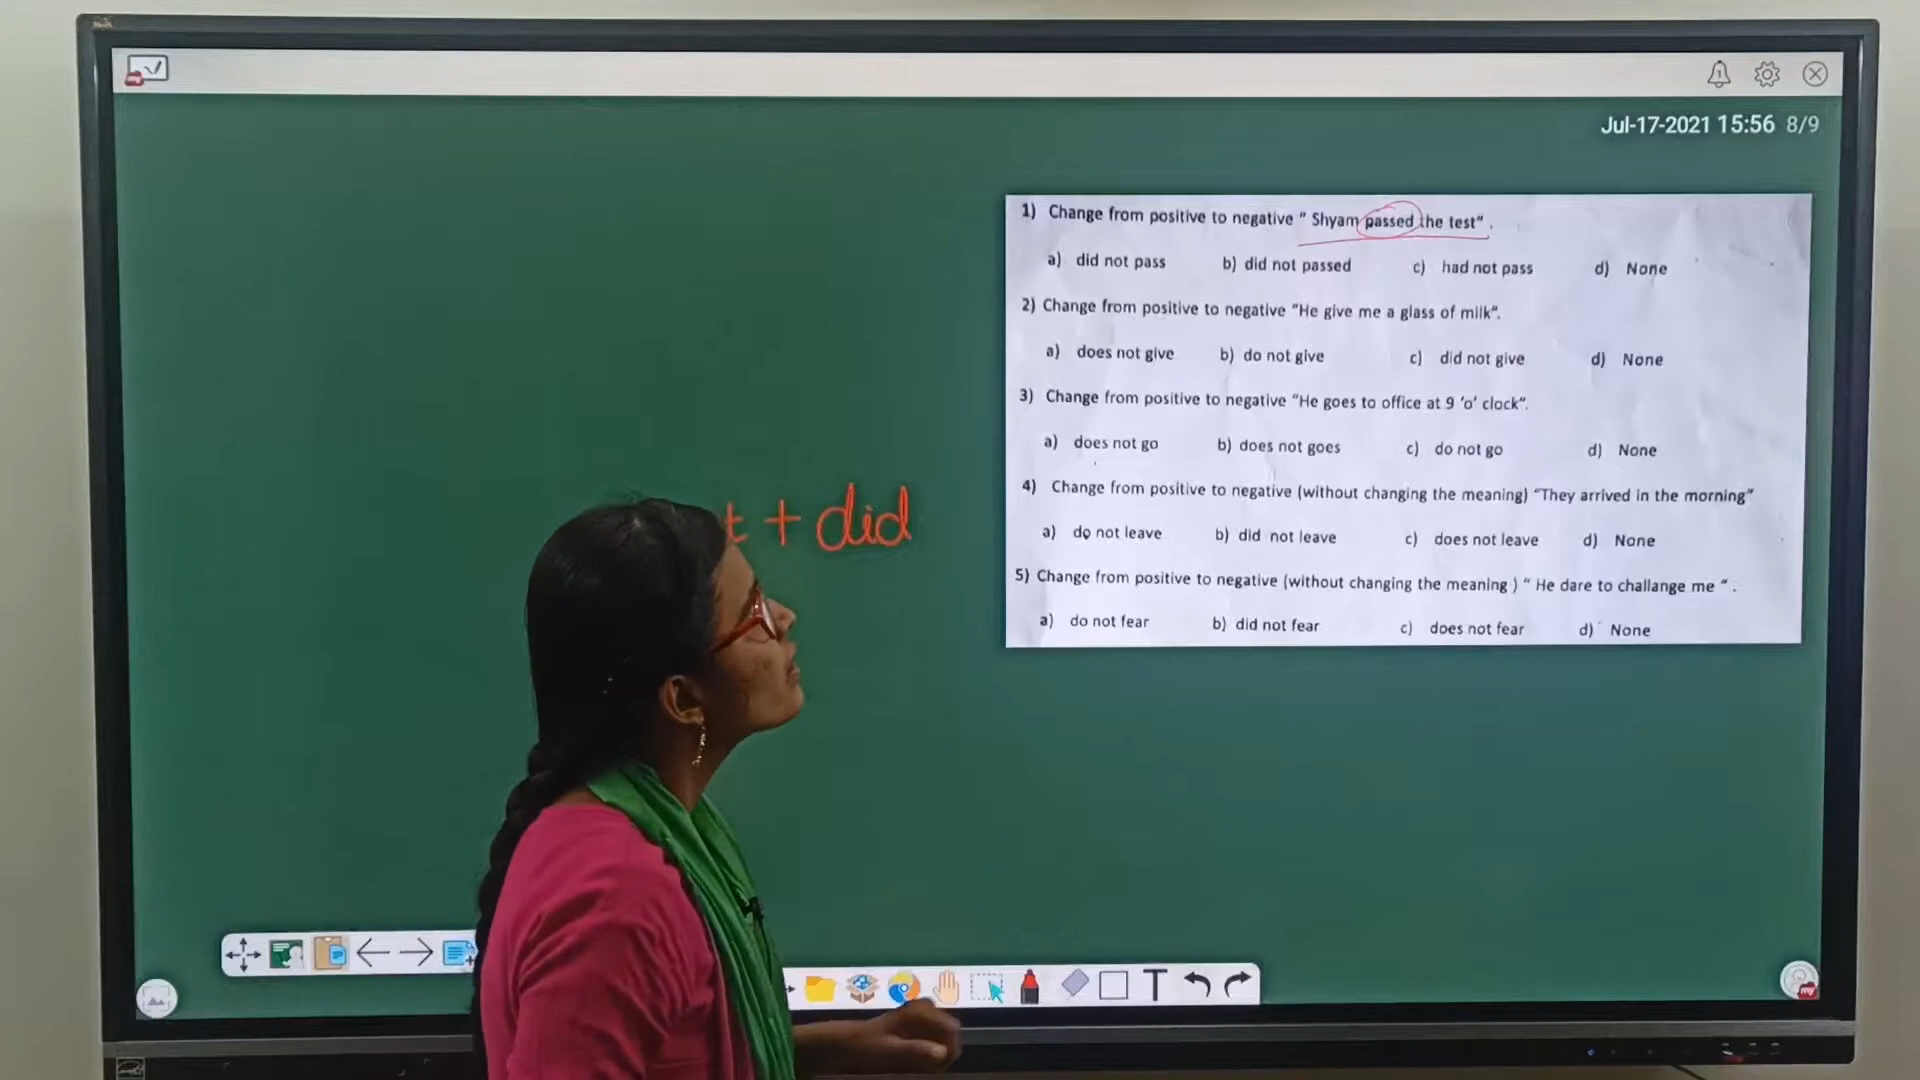 Jul-17-2021 15:56 8/9
1) Change from positive to negative " Shyam passed the test" .
a) did not pass b) did not passed c) had not pass d) None
2) Change from positive to negative "He give me a glass of milk".
a) does not give b) do not give c) did not give d) None
3) Change from positive to negative "He goes to office at 9 'o' clock".
a) does not go b) does not goes c) do not go d) None
4) Change from positive to negative (without changing the meaning) "They arrived in the morning"
a) do not leave b) did not leave c) does not leave d) None
5) Change from positive to negative (without changing the meaning ) " He dare to challange me " .
a) do not fear b) did not fear c) does not fear d) None
t + did
T
my